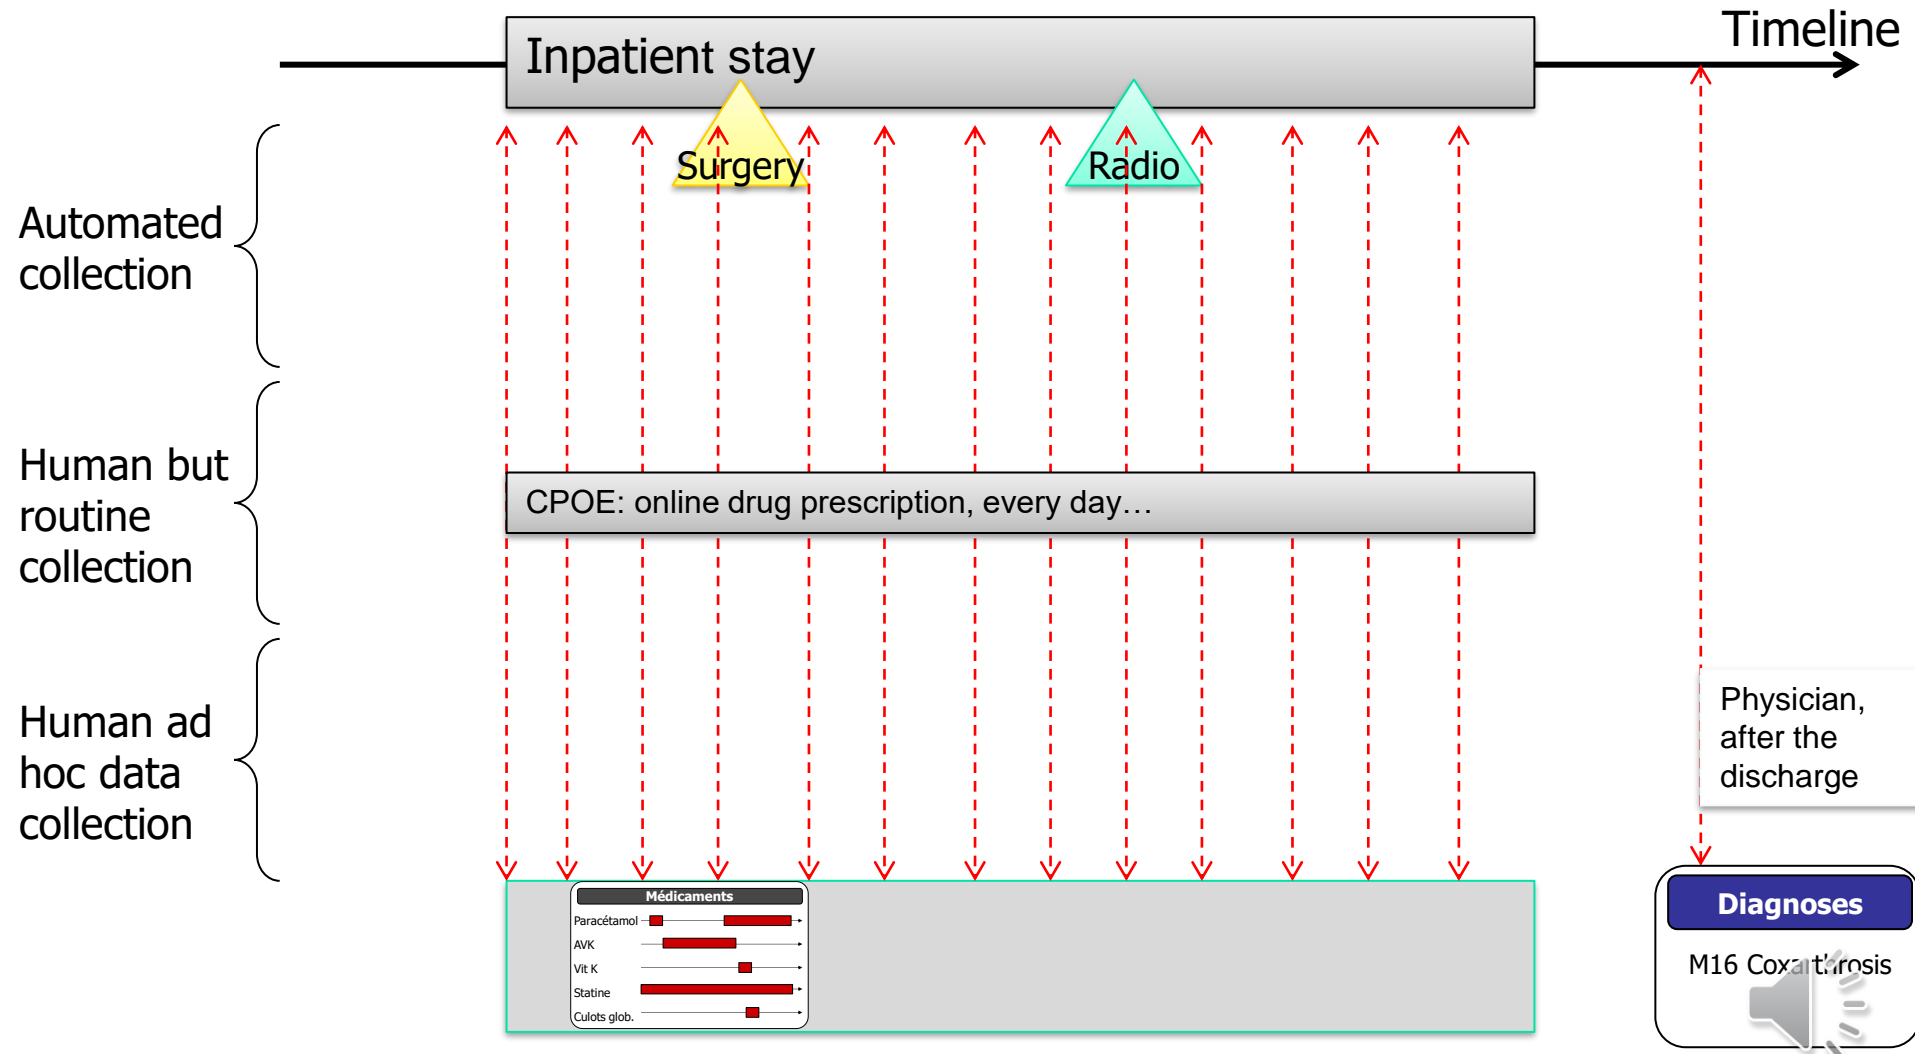 Timeline
Inpatient stay
Surgery
Radio
Automated
collection
Human but
routine
collection
CPOE: online drug prescription, every day…
Human ad
hoc data
collection
Physician,
after the
discharge
Médicaments
Paracétamol
AVK
Vit K
Statine
Culots glob.
Diagnoses
M16 Coxarthrosis